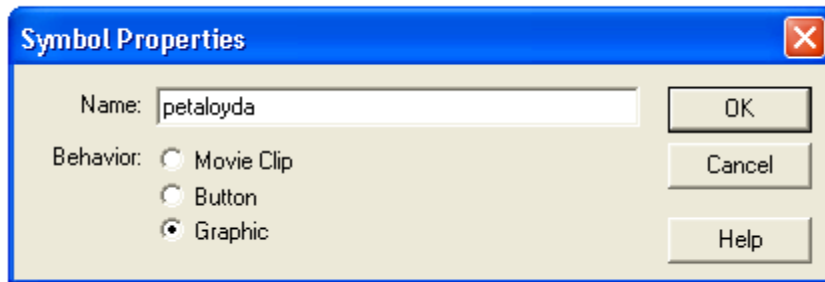 Symbol Properties
Name: petaloyda OK
Behavior: Movie Clip Cancel
Button
Graphic Help